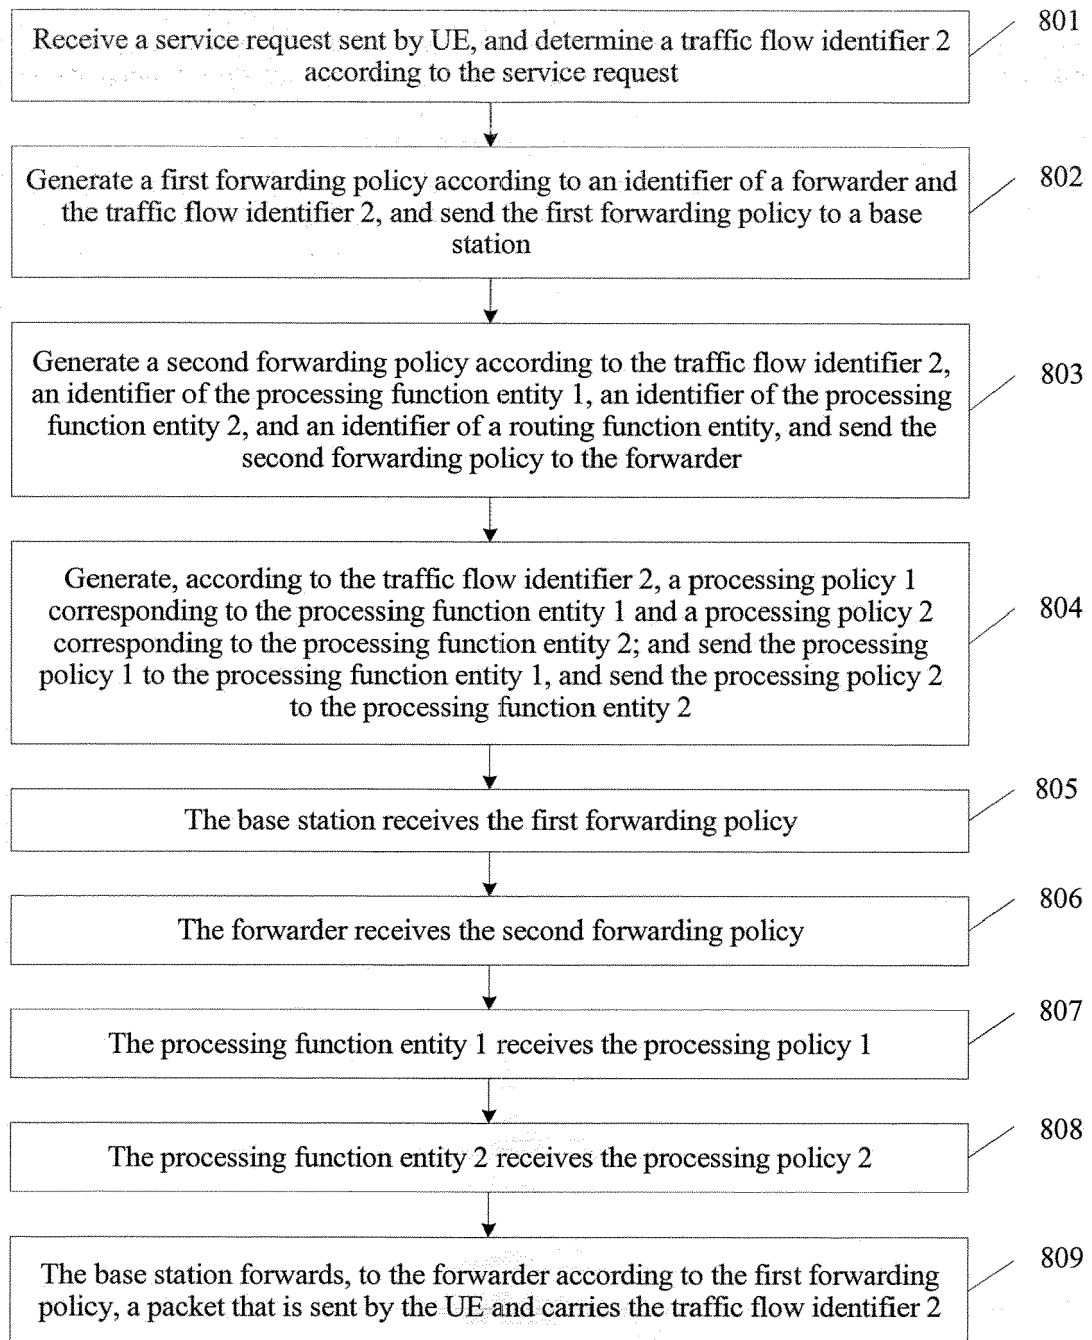 Receive a service request sent by UE, and determine a traffic flow identifier 2
according to the service request
801
Generate a first forwarding policy according to an identifier of a forwarder and
the traffic flow identifier 2, and send the first forwarding policy to a base
station
802
Generate a second forwarding policy according to the traffic flow identifier 2,
an identifier of the processing function entity 1, an identifier of the processing
function entity 2, and an identifier of a routing function entity, and send the
second forwarding policy to the forwarder
803
Generate, according to the traffic flow identifier 2, a processing policy 1
corresponding to the processing function entity 1 and a processing policy 2
corresponding to the processing function entity 2; and send the processing
policy 1 to the processing function entity 1, and send the processing policy 2
to the processing function entity 2
804
The base station receives the first forwarding policy
805
The forwarder receives the second forwarding policy
806
The processing function entity 1 receives the processing policy 1
807
The processing function entity 2 receives the processing policy 2
808
The base station forwards, to the forwarder according to the first forwarding
policy, a packet that is sent by the UE and carries the traffic flow identifier 2
809